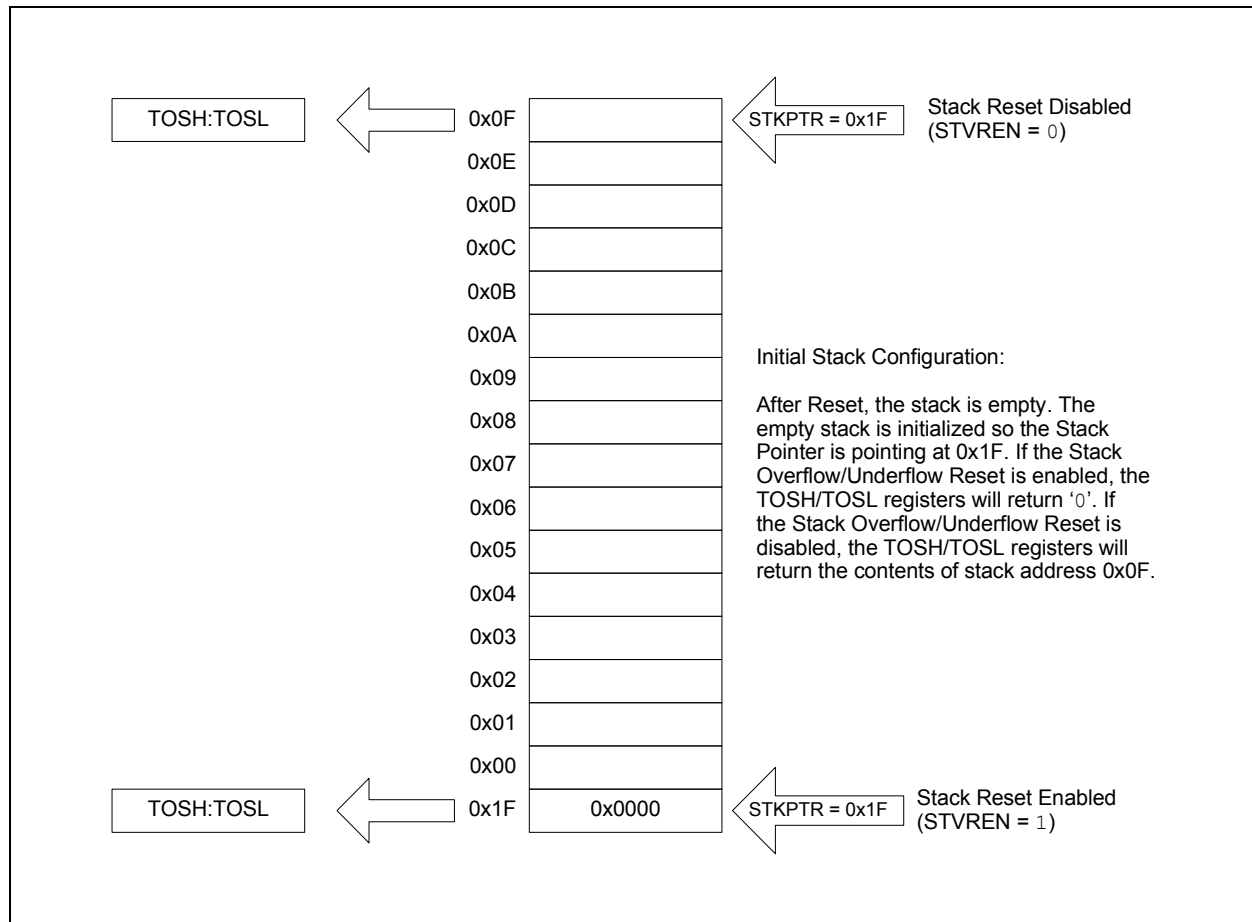 TOSH:TOSL
0x0F
STKPTR = 0x1F
Stack Reset Disabled
(STVREN = 0)
0x0E
0x0D
0x0C
0x0B
0x0A
0x09
0x08
0x07
0x06
0x05
0x04
0x03
0x02
0x01
0x00
Initial Stack Configuration:
After Reset, the stack is empty. The
empty stack is initialized so the Stack
Pointer is pointing at 0x1F. If the Stack
Overflow/Underflow Reset is enabled, the
TOSH/TOSL registers will return ‘0’. If
the Stack Overflow/Underflow Reset is
disabled, the TOSH/TOSL registers will
return the contents of stack address 0x0F.
TOSH:TOSL
0x1F
0x0000
STKPTR = 0x1F
Stack Reset Enabled
(STVREN = 1)